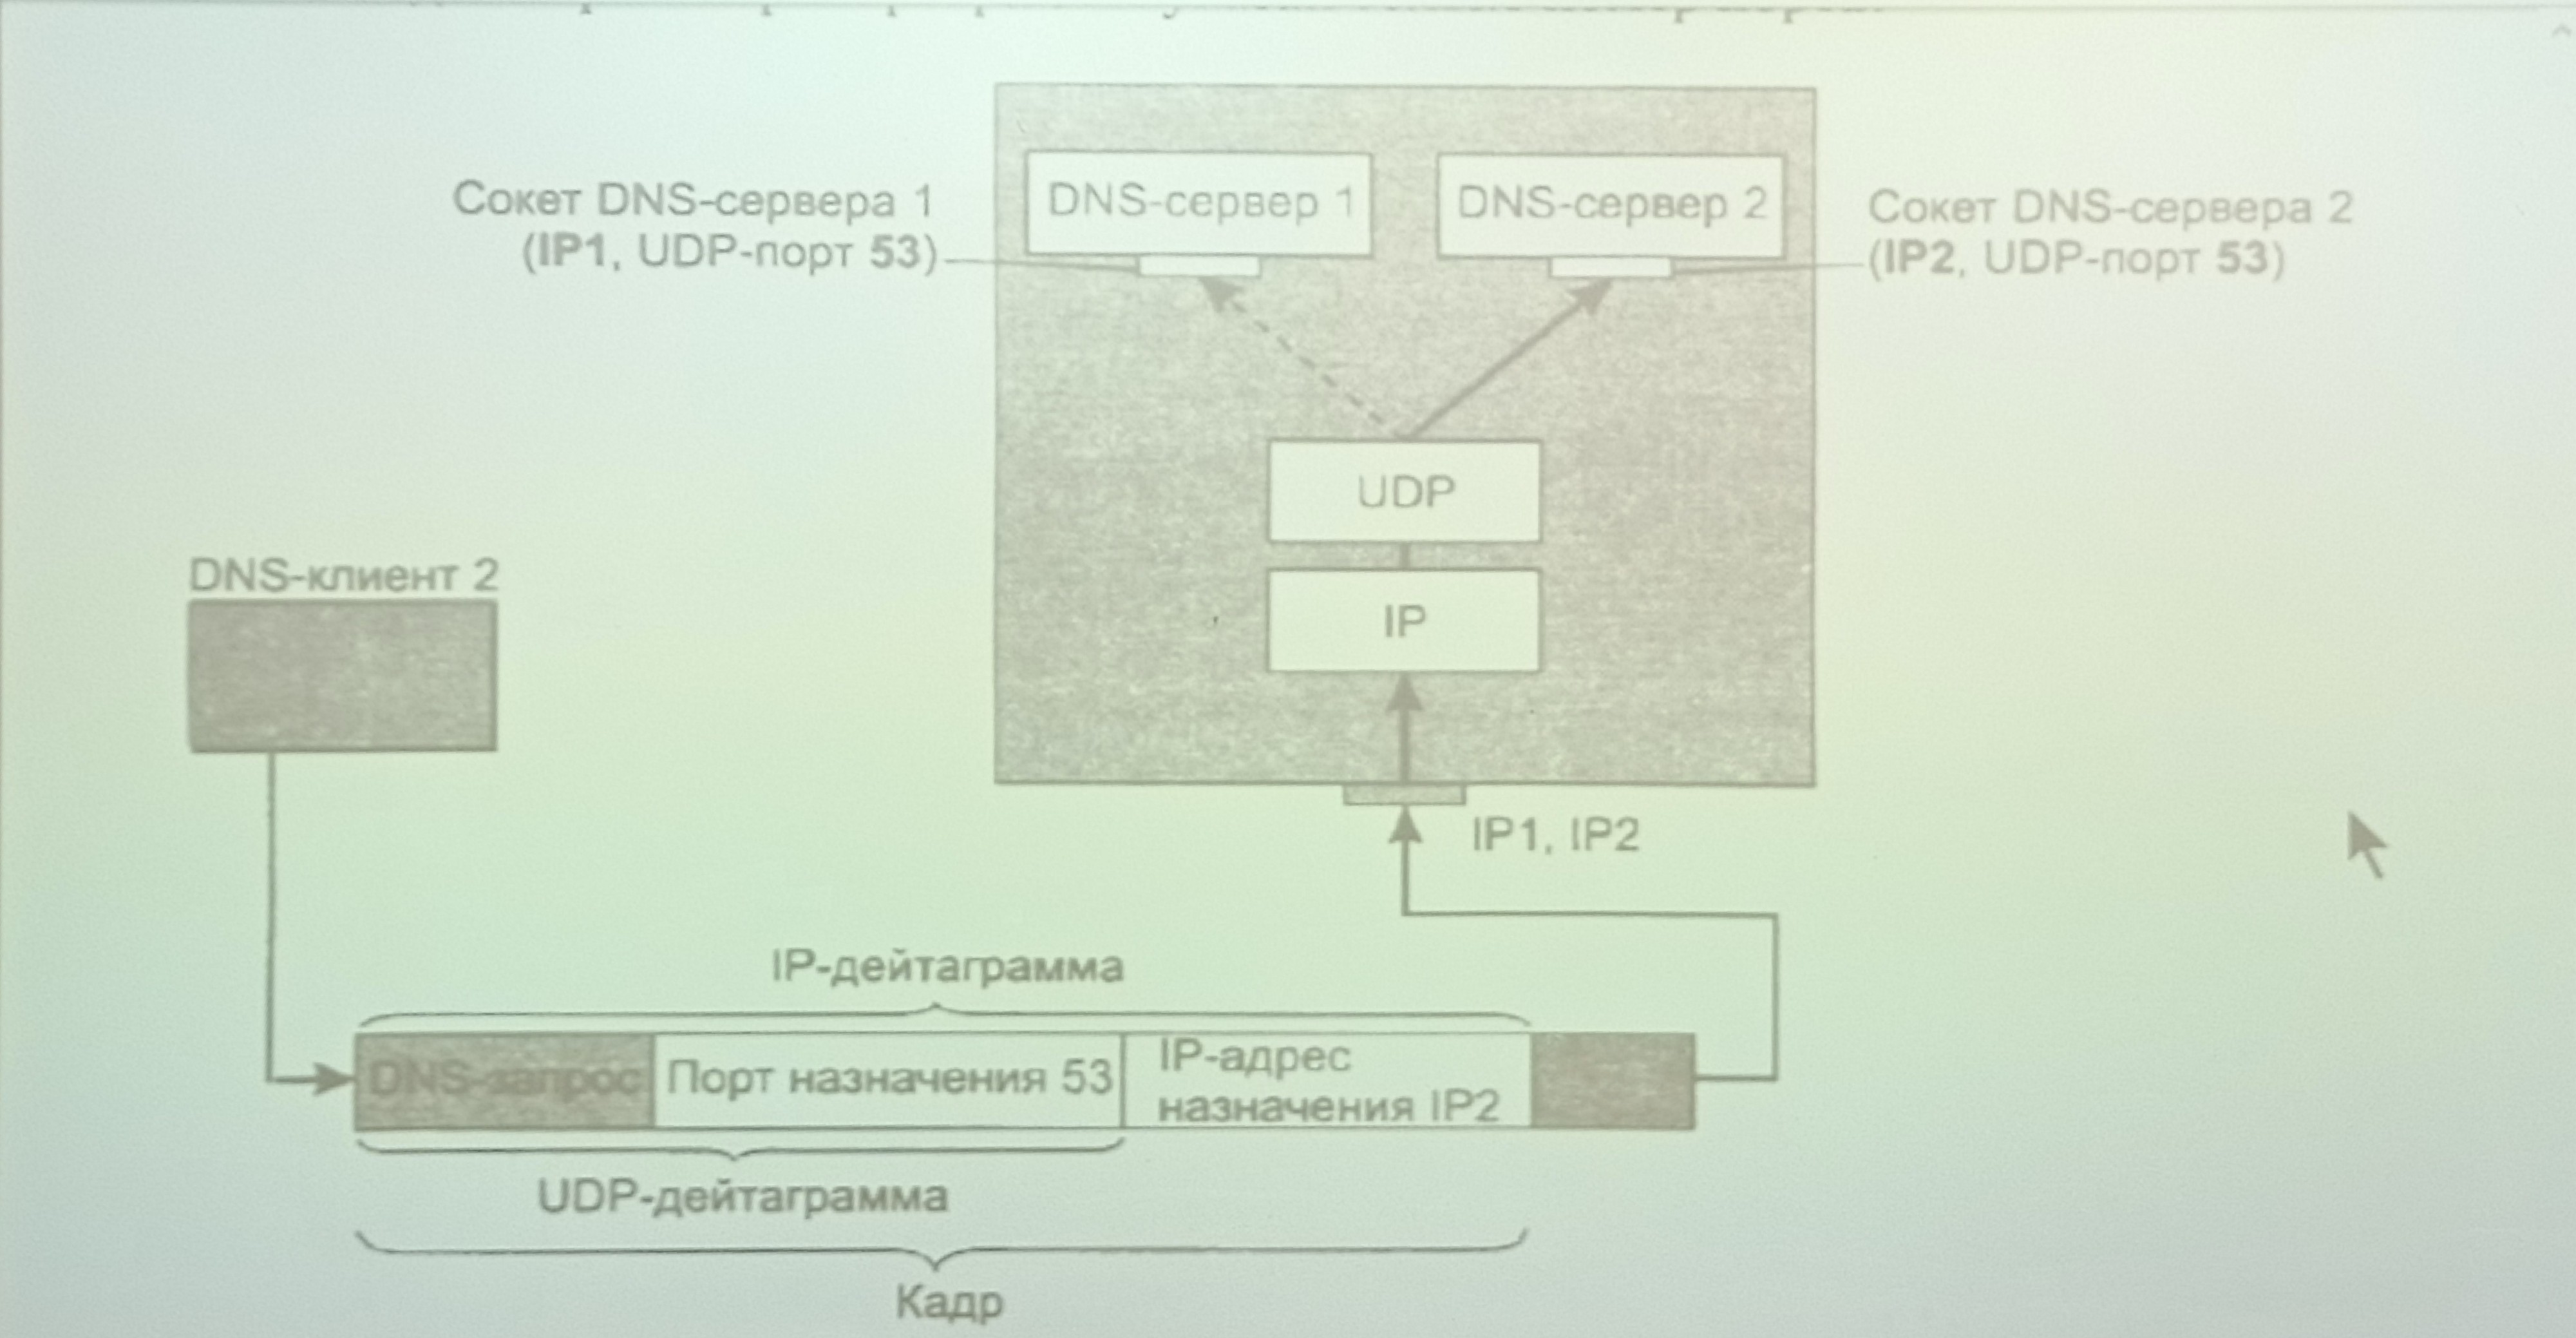 DNS-сервер 1
DNS-сервер 2
Сокет DNS-сервера 1
(IP1, UDP-порт 53)
Сокет DNS-сервера 2
(IP2, UDP-порт 53)
UDP
DNS-клиент 2
IP
IP1, IP2
IP-дейтаграмма
DNS-запрос
Порт назначения 53
IP-адрес
назначения IP2
UDP-дейтаграмма
Кадр